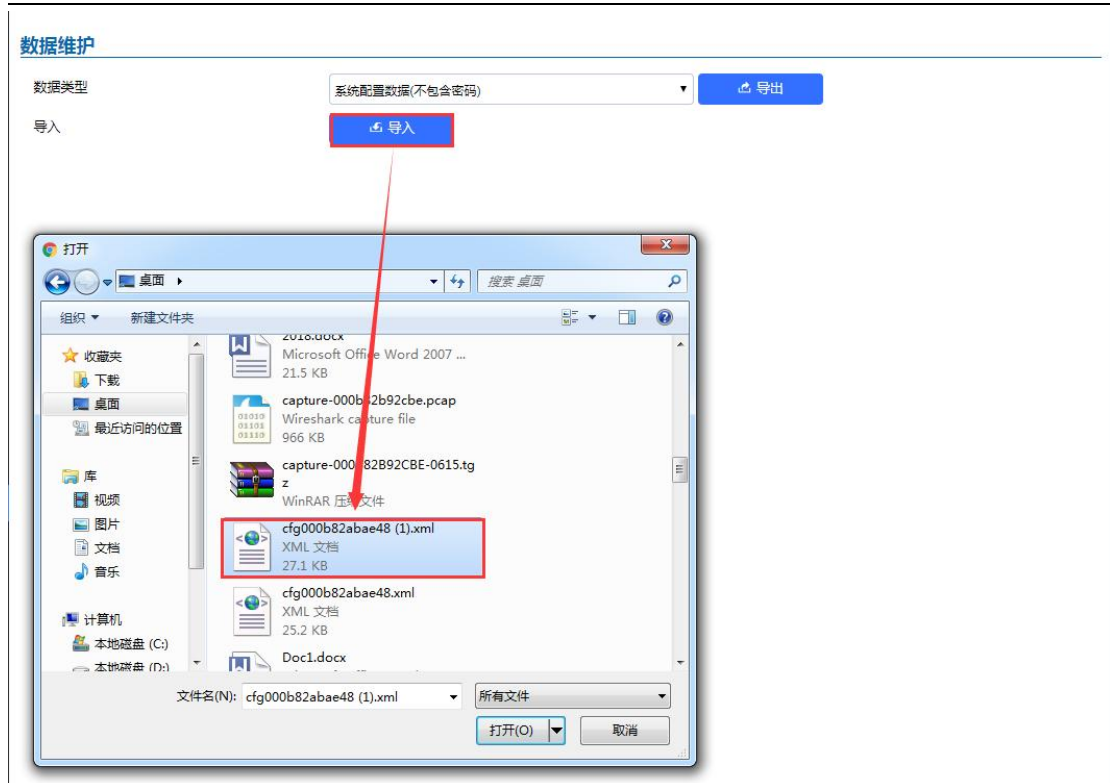 数据维护
数据类型
系统配置数据(不包含密码)
导出
导入
导入
打开
桌面
搜索 桌面
组织
新建文件夹
收藏夹
下载
桌面
最近访问的位置
库
视频
图片
文档
音乐
计算机
本地磁盘 (C:)
本地磁盘 (D:)
2018.docx
Microsoft Office Word 2007 ...
21.5 KB
capture-000b82b92cbe.pcap
Wireshark capture file
966 KB
capture-000B82B92CBE-0615.tg
z
WinRAR 压缩文件
cfg000b82abae48 (1).xml
XML 文档
27.1 KB
cfg000b82abae48.xml
XML 文档
25.2 KB
Doc1.docx
文件名(N):
cfg000b82abae48 (1).xml
所有文件
打开(O)
取消